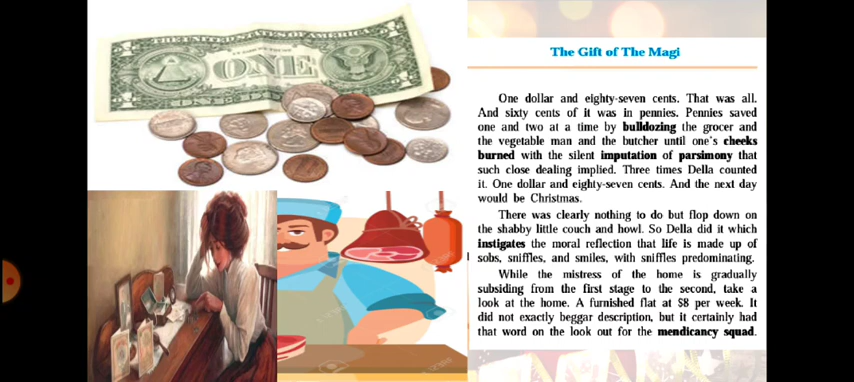 THE UNITED STATES OF AMERICA
ONE
The Gift of The Magi
One dollar and eighty-seven cents. That was all.
And sixty cents of it was in pennies. Pennies saved
one and two at a time by bulldozing the grocer and
the vegetable man and the butcher until one's cheeks
burned with the silent imputation of parsimony that
such close dealing implied. Three times Della counted
it. One dollar and eighty-seven cents. And the next day
would be Christmas.
There was clearly nothing to do but flop down on
the shabby little couch and howl. So Della did it which
instigates the moral reflection that life is made up of
sobs, sniffles, and smiles, with sniffles predominating.
While the mistress of the home is gradually
subsiding from the first stage to the second, take a
look at the home. A furnished flat at $8 per week. It
did not exactly beggar description, but it certainly had
that word on the look out for the mendicancy squad.